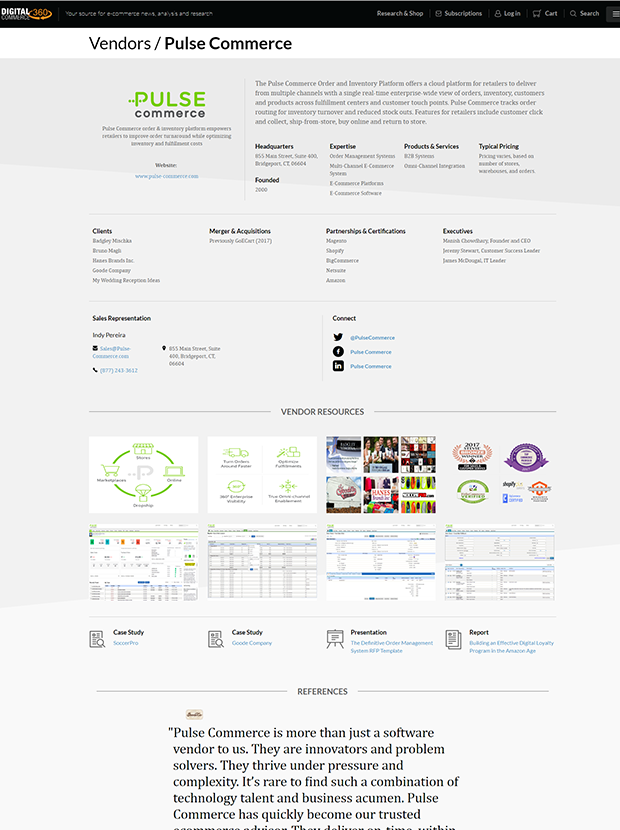 DIGITAL COMMERCE 360
Your source for e-commerce news, analysis and research
Research & Shop
Subscriptions
Log in
Cart
Search
Vendors / Pulse Commerce
PULSE
commerce
Pulse Commerce order & inventory platform empowers
retailers to improve order turnaround while optimizing
inventory and fulfillment costs
Website:
www.pulse-commerce.com
The Pulse Commerce Order and Inventory Platform offers a cloud platform for retailers to deliver
from multiple channels with a single real-time enterprise-wide view of orders, inventory, customers
and products across fulfillment centers and customer touch points. Pulse Commerce tracks order
routing for inventory turnover and reduced stock outs. Features for retailers include customer click
and collect, ship-from-store, buy online and return to store.
Headquarters
855 Main Street, Suite 400,
Bridgeport, CT, 06604
Founded
2000
Expertise
Order Management Systems
Multi-Channel E-Commerce
System
E-Commerce Platforms
E-Commerce Software
Products & Services
B2B Systems
Omni-Channel Integration
Typical Pricing
Pricing varies, based on
number of stores,
warehouses, and orders.
Clients
Badgley Mischka
Bruno Magli
Hanes Brands Inc.
Goode Company
My Wedding Reception Ideas
Merger & Acquisitions
Previously GoECart (2017)
Partnerships & Certifications
Magento
Shopify
BigCommerce
Netsuite
Amazon
Executives
Manish Chowdhary, Founder and CEO
Jeremy Stewart, Customer Success Leader
James McDougal, IT Leader
Sales Representation
Indy Pereira
Sales@Pulse-
Commerce.com
(877) 243-3612
855 Main Street, Suite
400, Bridgeport, CT,
06604
Connect
@PulseCommerce
Pulse Commerce
Pulse Commerce
VENDOR RESOURCES
Stores
Marketplaces
Online
Dropship
Turn Orders
Around Faster
Optimize
Fulfillments
360° Enterprise
Visibility
True Omni-channel
Enablement
HANES
2017
shopify
Case Study
SoccerPro
Case Study
Goode Company
Presentation
The Definitive Order Management
System RFP Template
Report
Building an Effective Digital Loyalty
Program in the Amazon Age
REFERENCES
"Pulse Commerce is more than just a software
vendor to us. They are innovators and problem
solvers. They thrive under pressure and
complexity. It's rare to find such a combination of
technology talent and business acumen. Pulse
Commerce has quickly become our trusted
ecommerce advisor. They deliver on-time, within